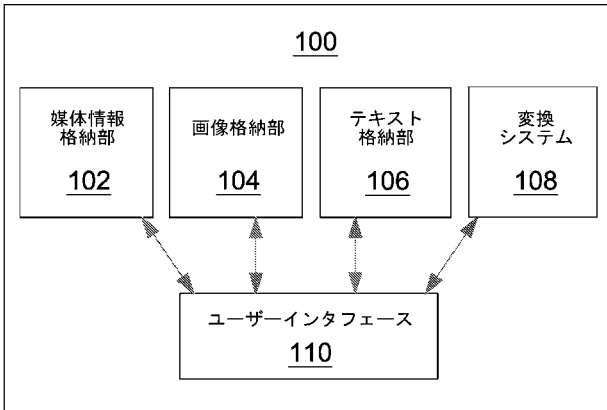 100
媒体情報
格納部
102
画像格納部
104
テキスト
格納部
106
変換
システム
108
ユーザーインタフェース
110